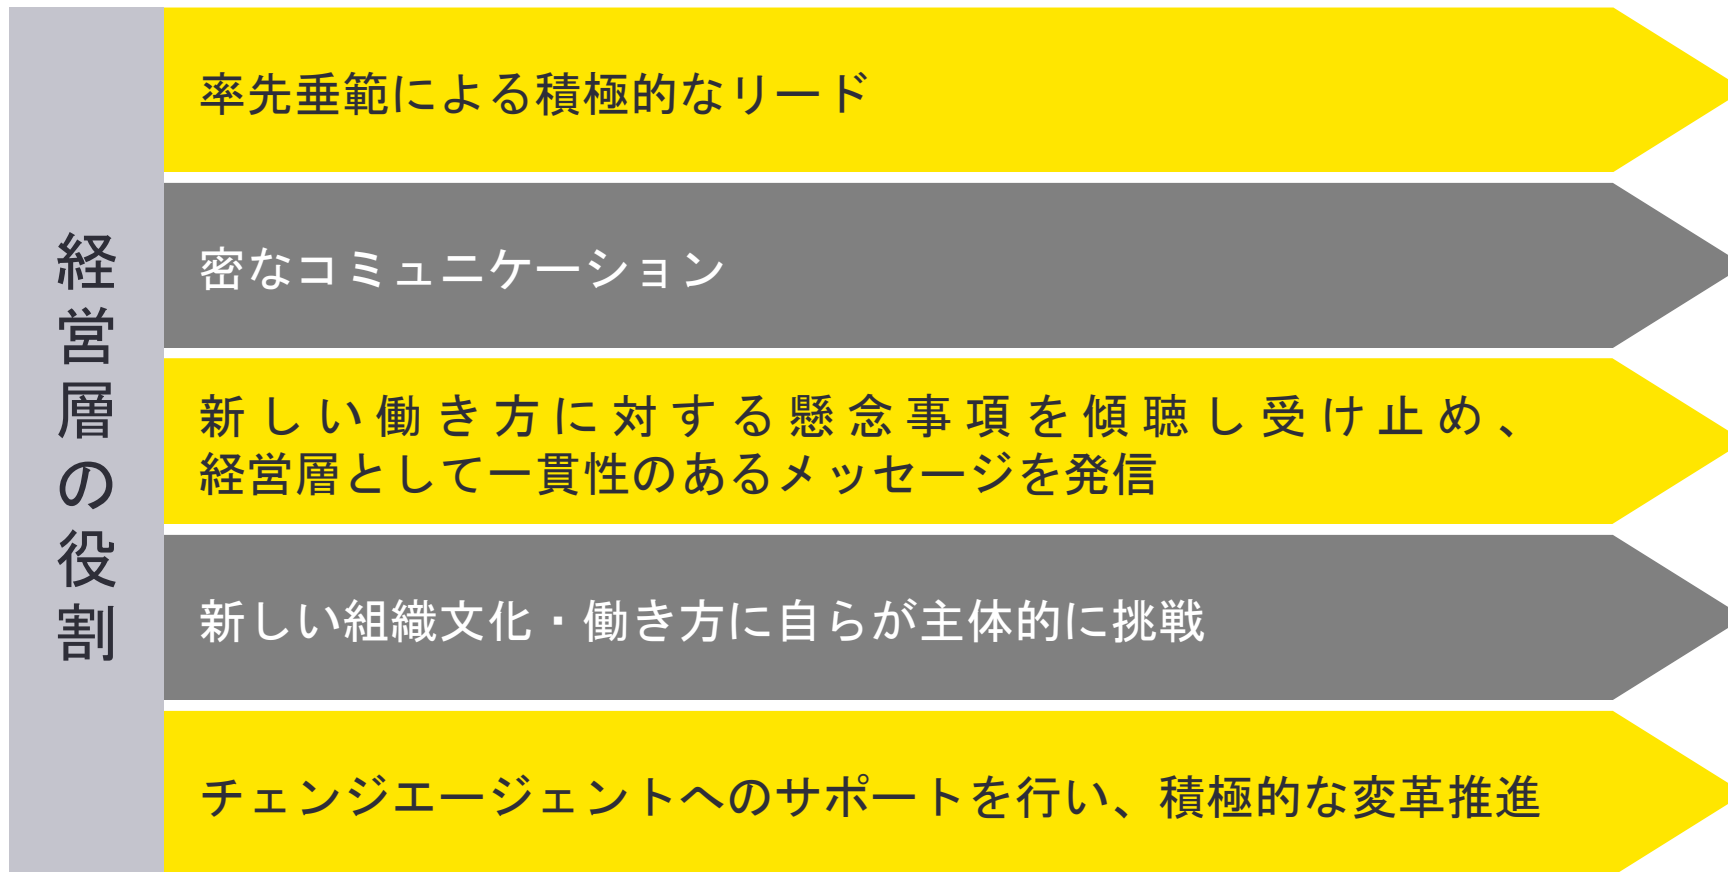 経営層の役割
率先垂範による積極的なリード
密なコミュニケーション
新しい働き方に対する懸念事項を傾聴し受け止め、
経営層として一貫性のあるメッセージを発信
新しい組織文化・働き方に自らが主体的に挑戦
チェンジエージェントへのサポートを行い、積極的な変革推進